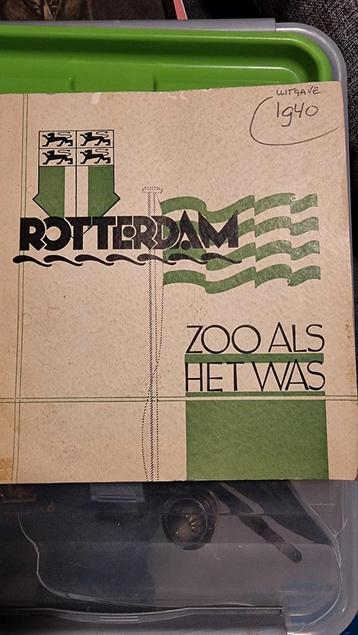 UITGAVE
1940
ROTTERDAM
ZOO ALS
HET WAS